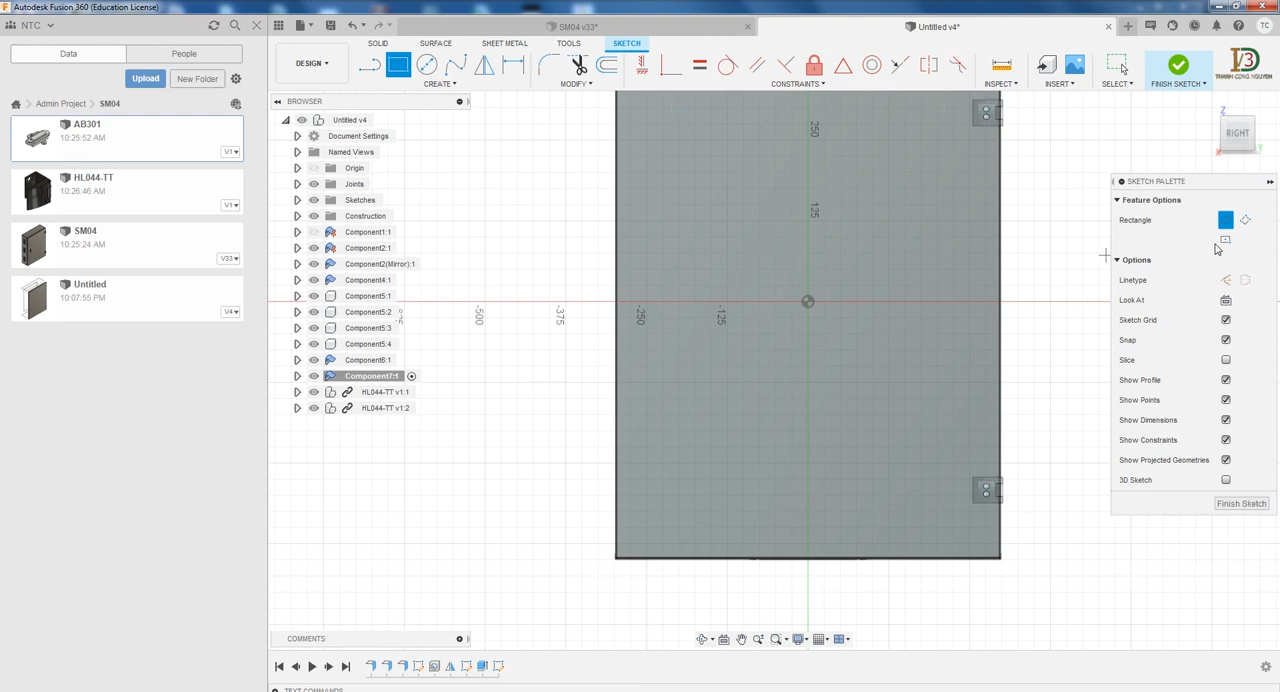 Autodesk Fusion 360 (Education License)
NTC
SM04 v33*
Untitled v4*
TC
Data
People
Upload
New Folder
Admin Project > SM04
AB301
10:25:52 AM
V1
HL044-TT
10:26:46 AM
V1
SM04
10:25:24 AM
V33
Untitled
10:07:55 PM
V4
DESIGN
SOLID
SURFACE
SHEET METAL
TOOLS
SKETCH
CREATE
MODIFY
CONSTRAINTS
INSPECT
INSERT
SELECT
FINISH SKETCH
V3
THANH CONG NGUYEN
BROWSER
Untitled v4
Document Settings
Named Views
Origin
Joints
Sketches
Construction
Component1:1
Component2:1
Component2(Mirror):1
Component4:1
Component5:1
Component5:2
Component5:3
Component5:4
Component6:1
Component7:1
HL044-TT v1:1
HL044-TT v1:2
250
125
-500
-375
-250
-125
Z
RIGHT
X
Y
SKETCH PALETTE
Feature Options
Rectangle
Options
Linetype
Look At
Sketch Grid
Snap
Slice
Show Profile
Show Points
Show Dimensions
Show Constraints
Show Projected Geometries
3D Sketch
Finish Sketch
COMMENTS
TEXT COMMANDS